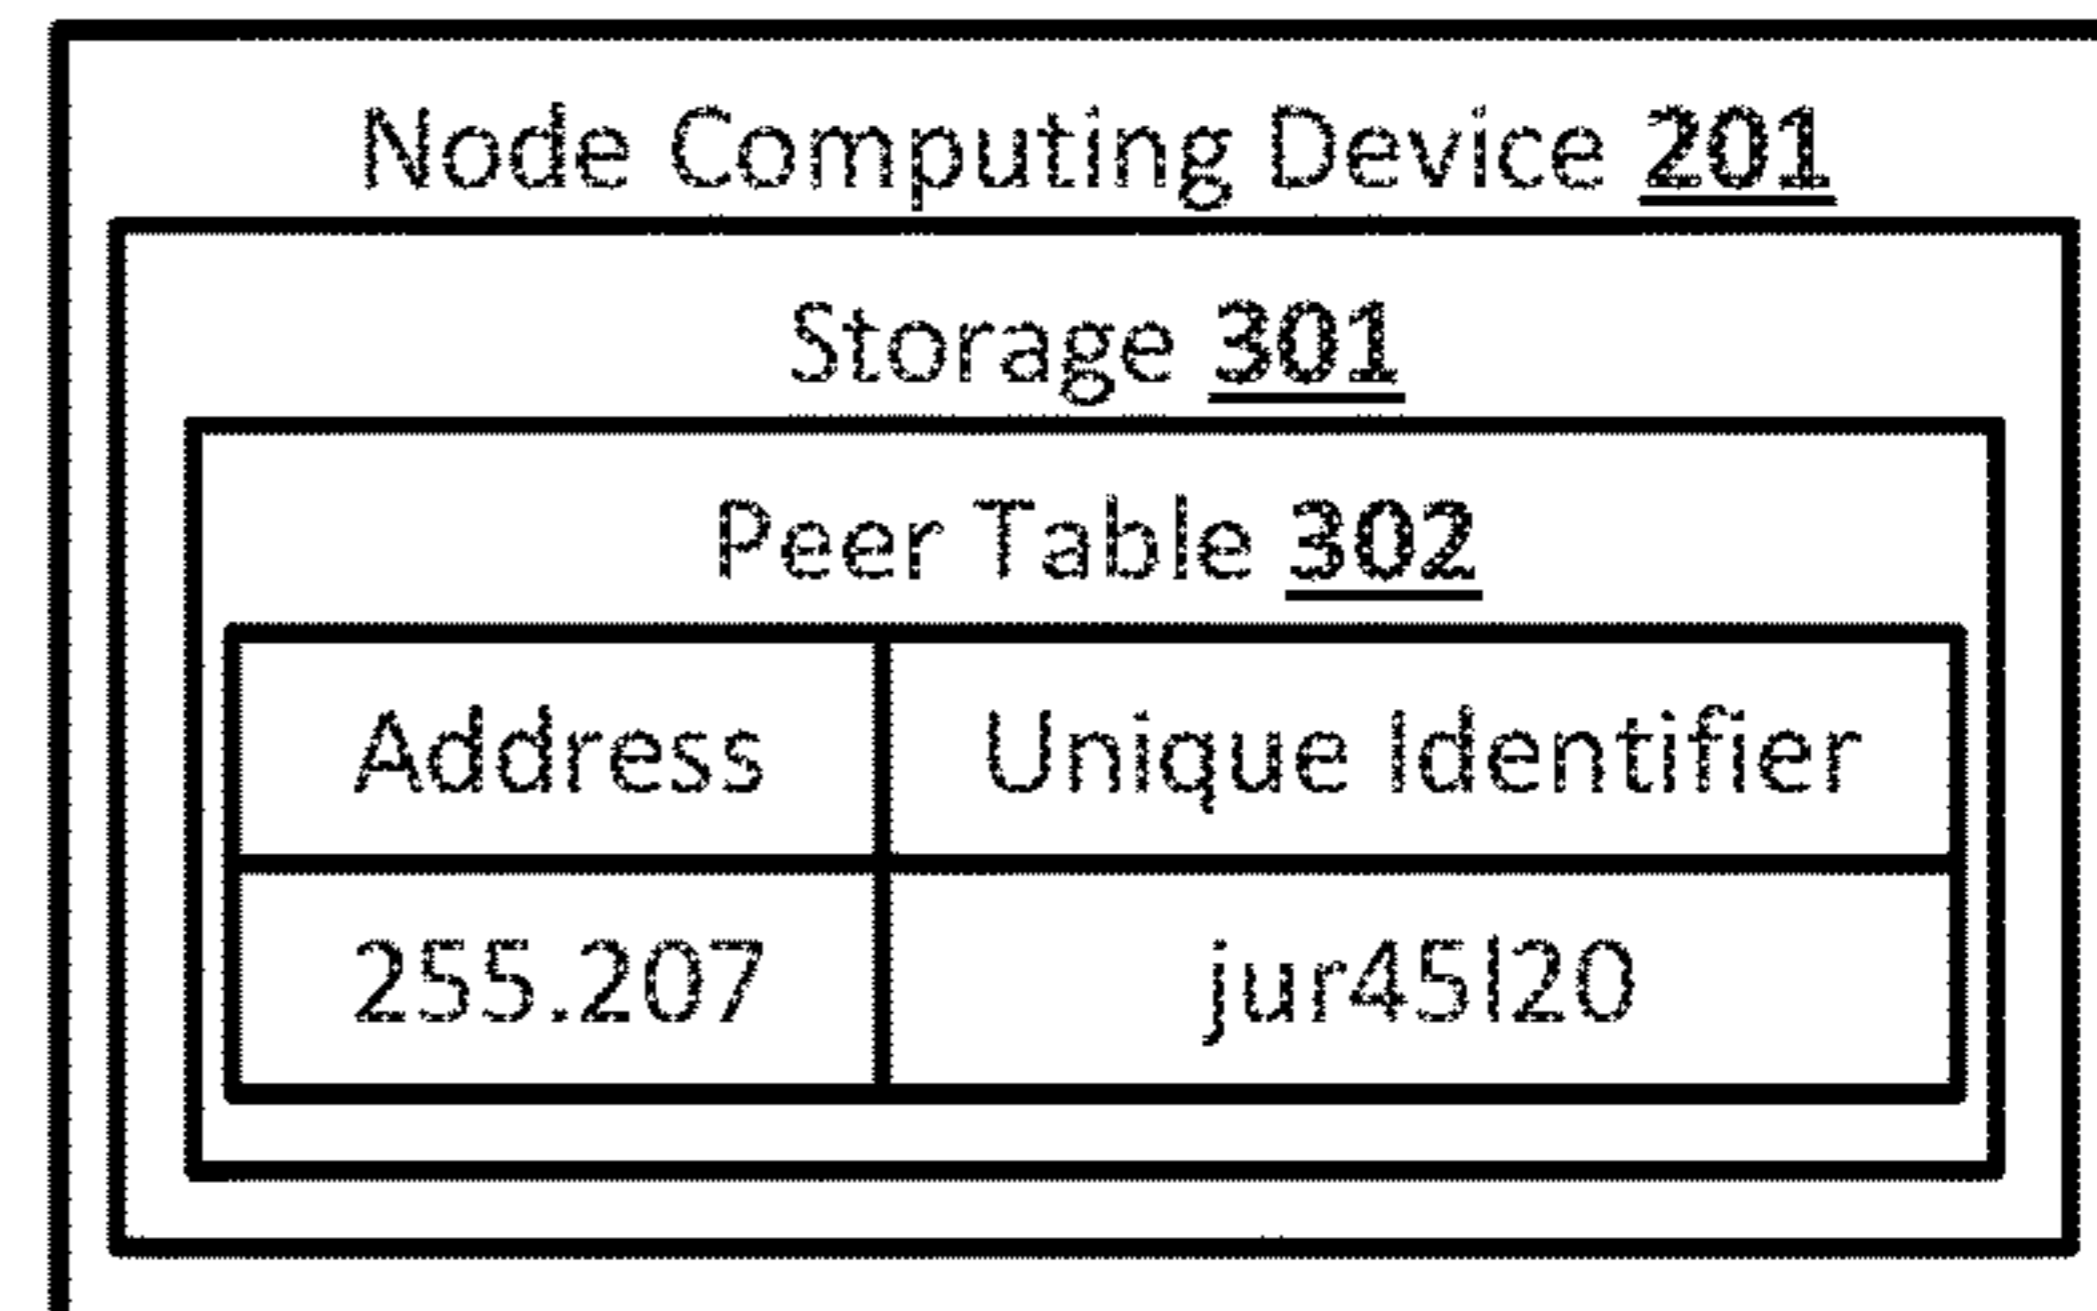 Node Computing Device 201
Storage 301
Peer Table 302
Address Unique Identifier
255.207 jur45l20